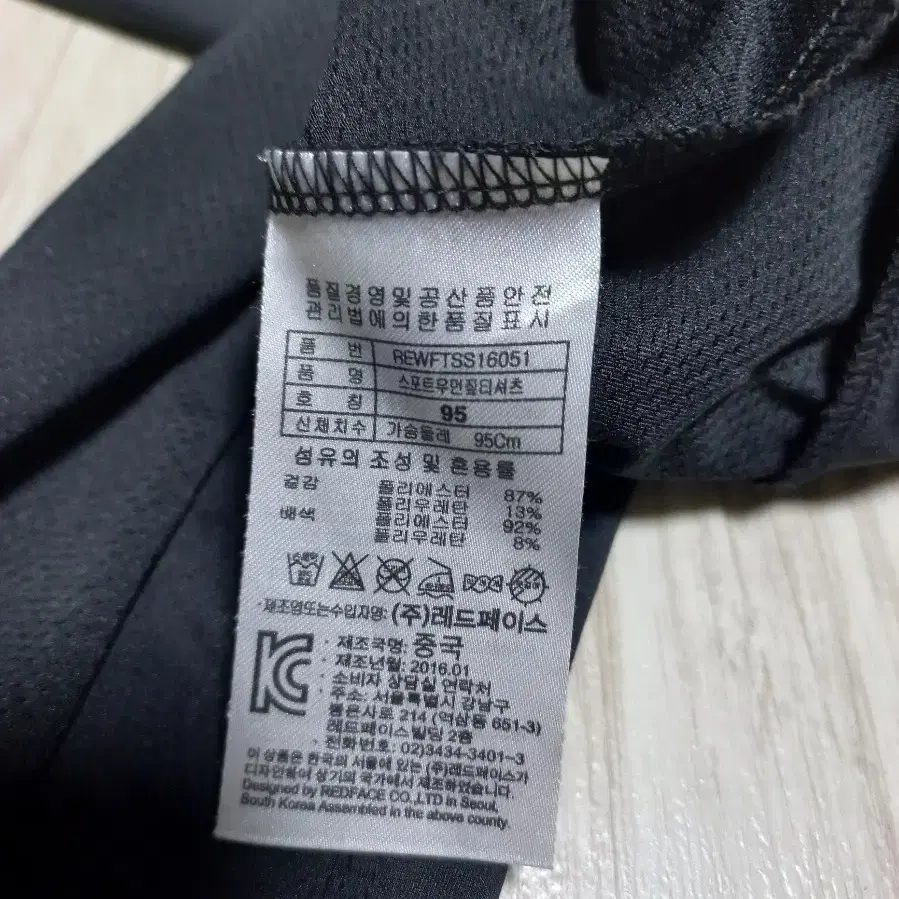 품질경영및공산품안전
관리법에의한품질표시
품 번 REWFTSS16051
품 명 스포트우먼짚티셔츠
호 칭 95
신체치수 가슴둘레 95Cm
섬유의 조성 및 혼용률
겉감 폴리에스터 87%
폴리우레탄 13%
배색 폴리에스터 92%
폴리우레탄 8%
·제조업또는수입자명: (주)레드페이스
· 제조국명: 중국
· 제조년월: 2016.01
· 소비자 상담실 연락처
· 주소: 서울특별시 강남구
봉은사로 214 (역삼동 651-3)
레드페이스빌딩 2층
· 전화번호: 02)3434-3401~3
이 상품은 한국의 서울에 있는 (주)레드페이스가
디자인하여 상기의 국가에서 제조하였습니다.
Designed by REDFACE CO.,LTD in Seoul,
South Korea Assembled in the above county.